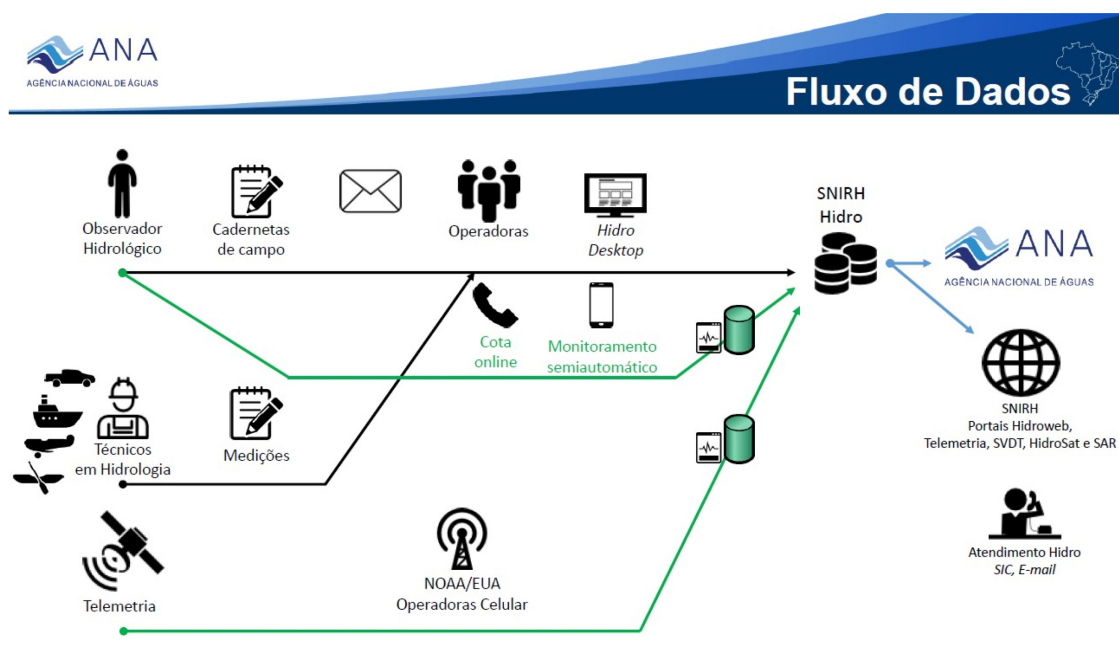 ANA
AGÊNCIA NACIONAL DE ÁGUAS
Fluxo de Dados
Observador
Hidrológico
Cadernetas
de campo
Operadoras
Hidro
Desktop
SNIRH
Hidro
ANA
AGÊNCIA NACIONAL DE ÁGUAS
Cota
online
Monitoramento
semiautomático
Técnicos
em Hidrologia
Medições
SNIRH
Portais Hidroweb,
Telemetria, SVDT, HidroSat e SAR
Telemetria
NOAA/EUA
Operadoras Celular
Atendimento Hidro
SIC, E-mail